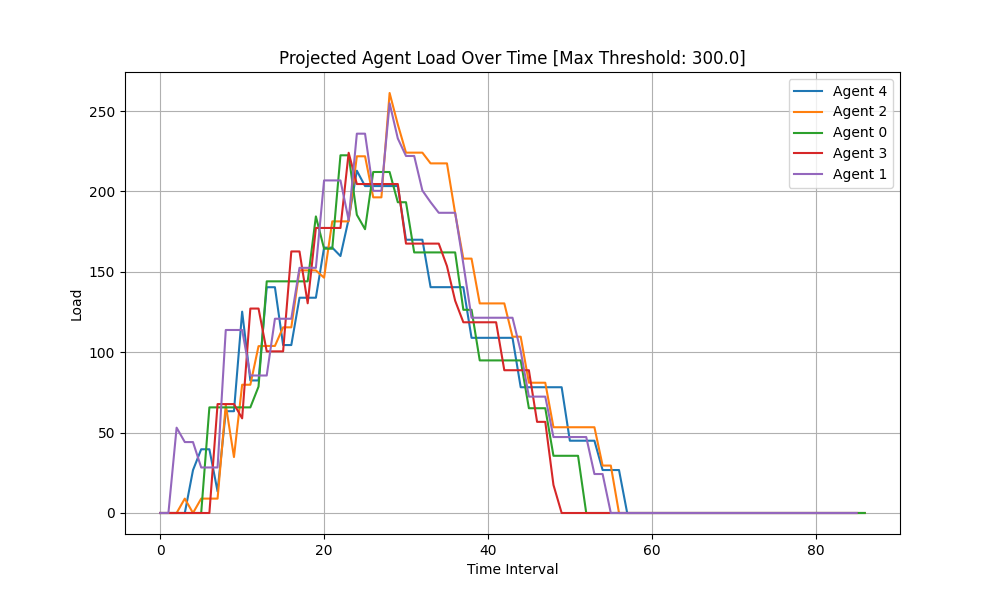 Projected Agent Load Over Time [Max Threshold: 300.0]
Load
250
200
150
100
50
0
0 20 40 60 80
Time Interval
Agent 4
Agent 2
Agent 0
Agent 3
Agent 1